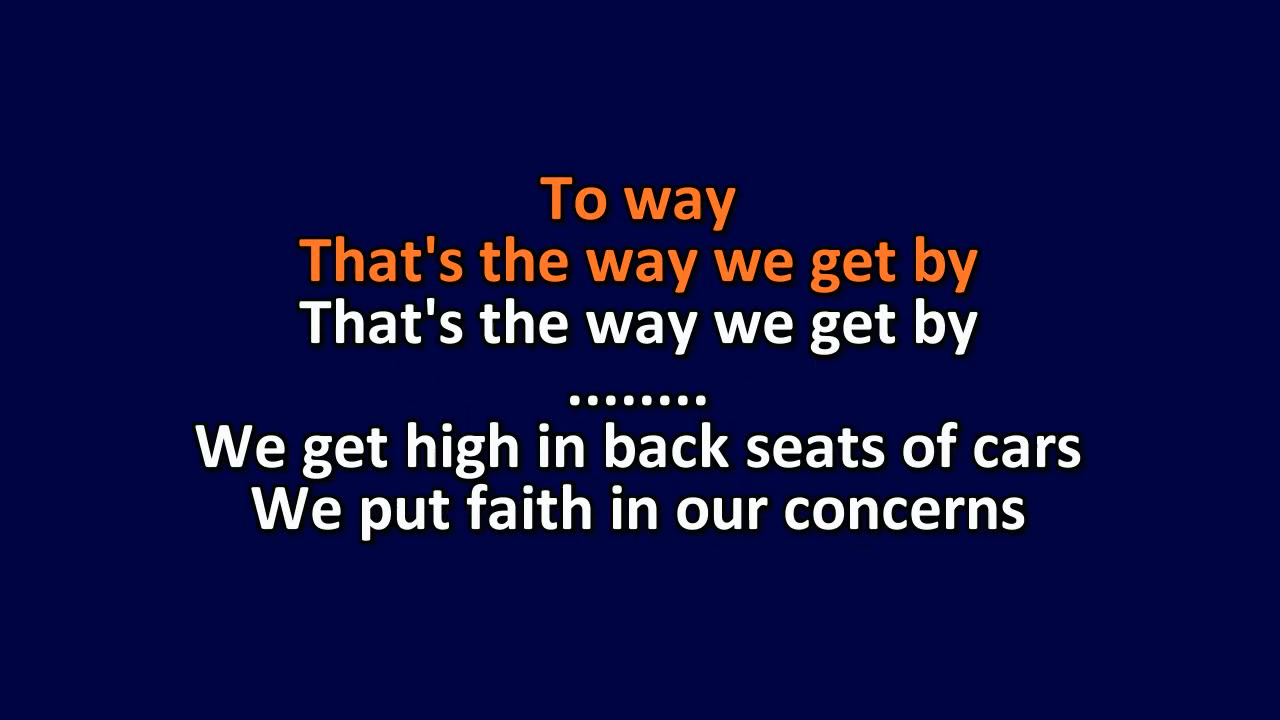 To way
That's the way we get by
That's the way we get by
........
We get high in back seats of cars
We put faith in our concerns